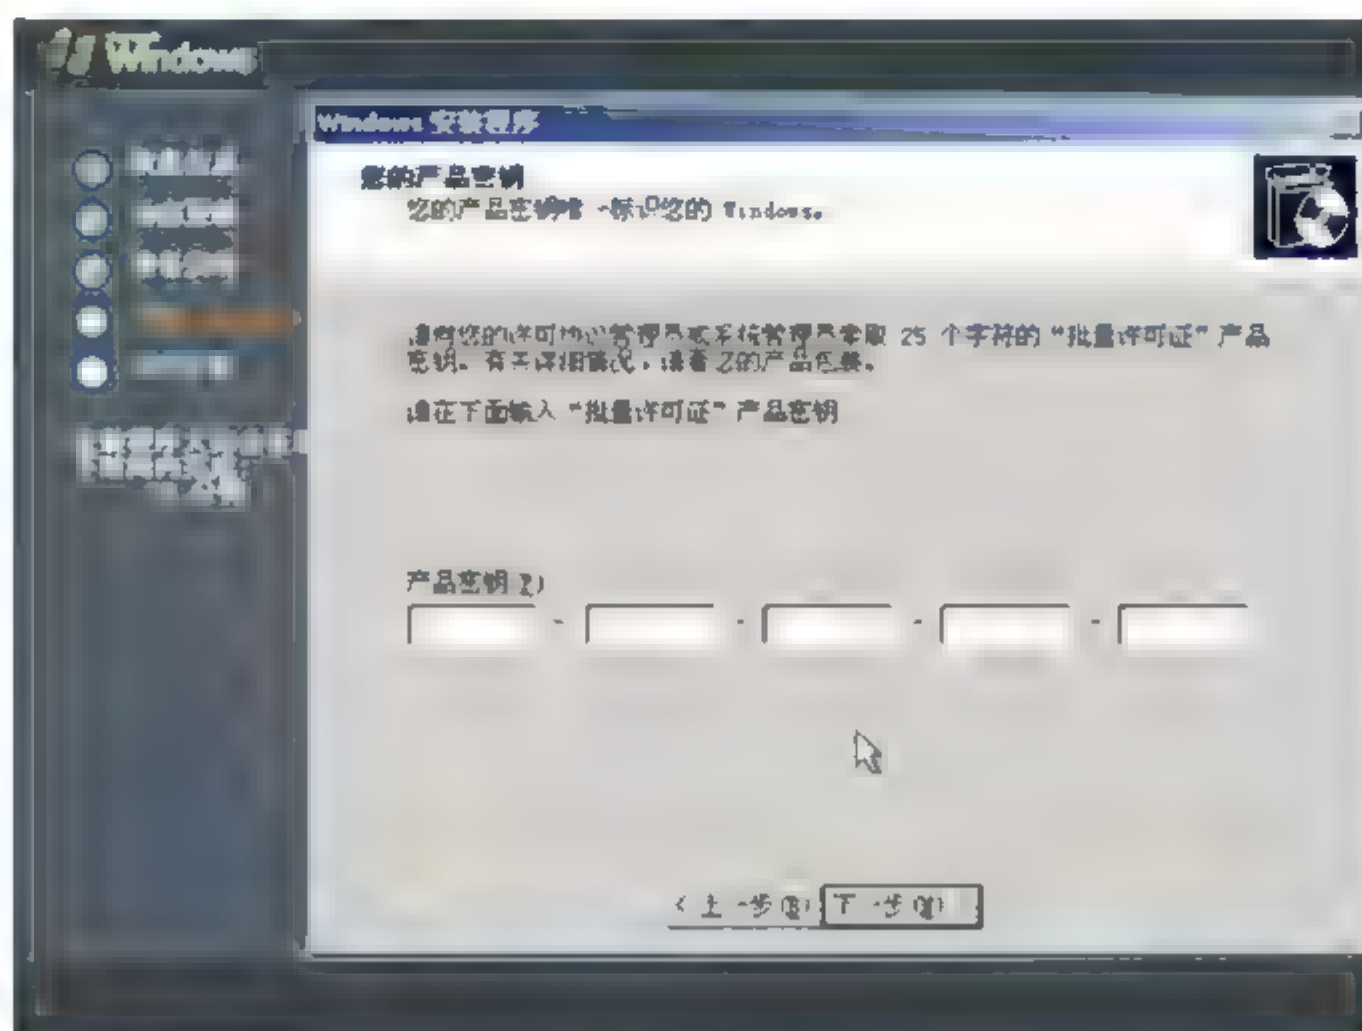 Windows
Windows 安装程序
您的产品密钥
您的产品密钥唯一标识您的 Windows。
请向您的许可协议管理员或系统管理员索取 25 个字符的“批量许可证”产品
密钥。有关详细情况，请看您的产品包装。
请在下面输入“批量许可证”产品密钥
产品密钥(P)
- - - -
< 上一步(B) 下一步(N)